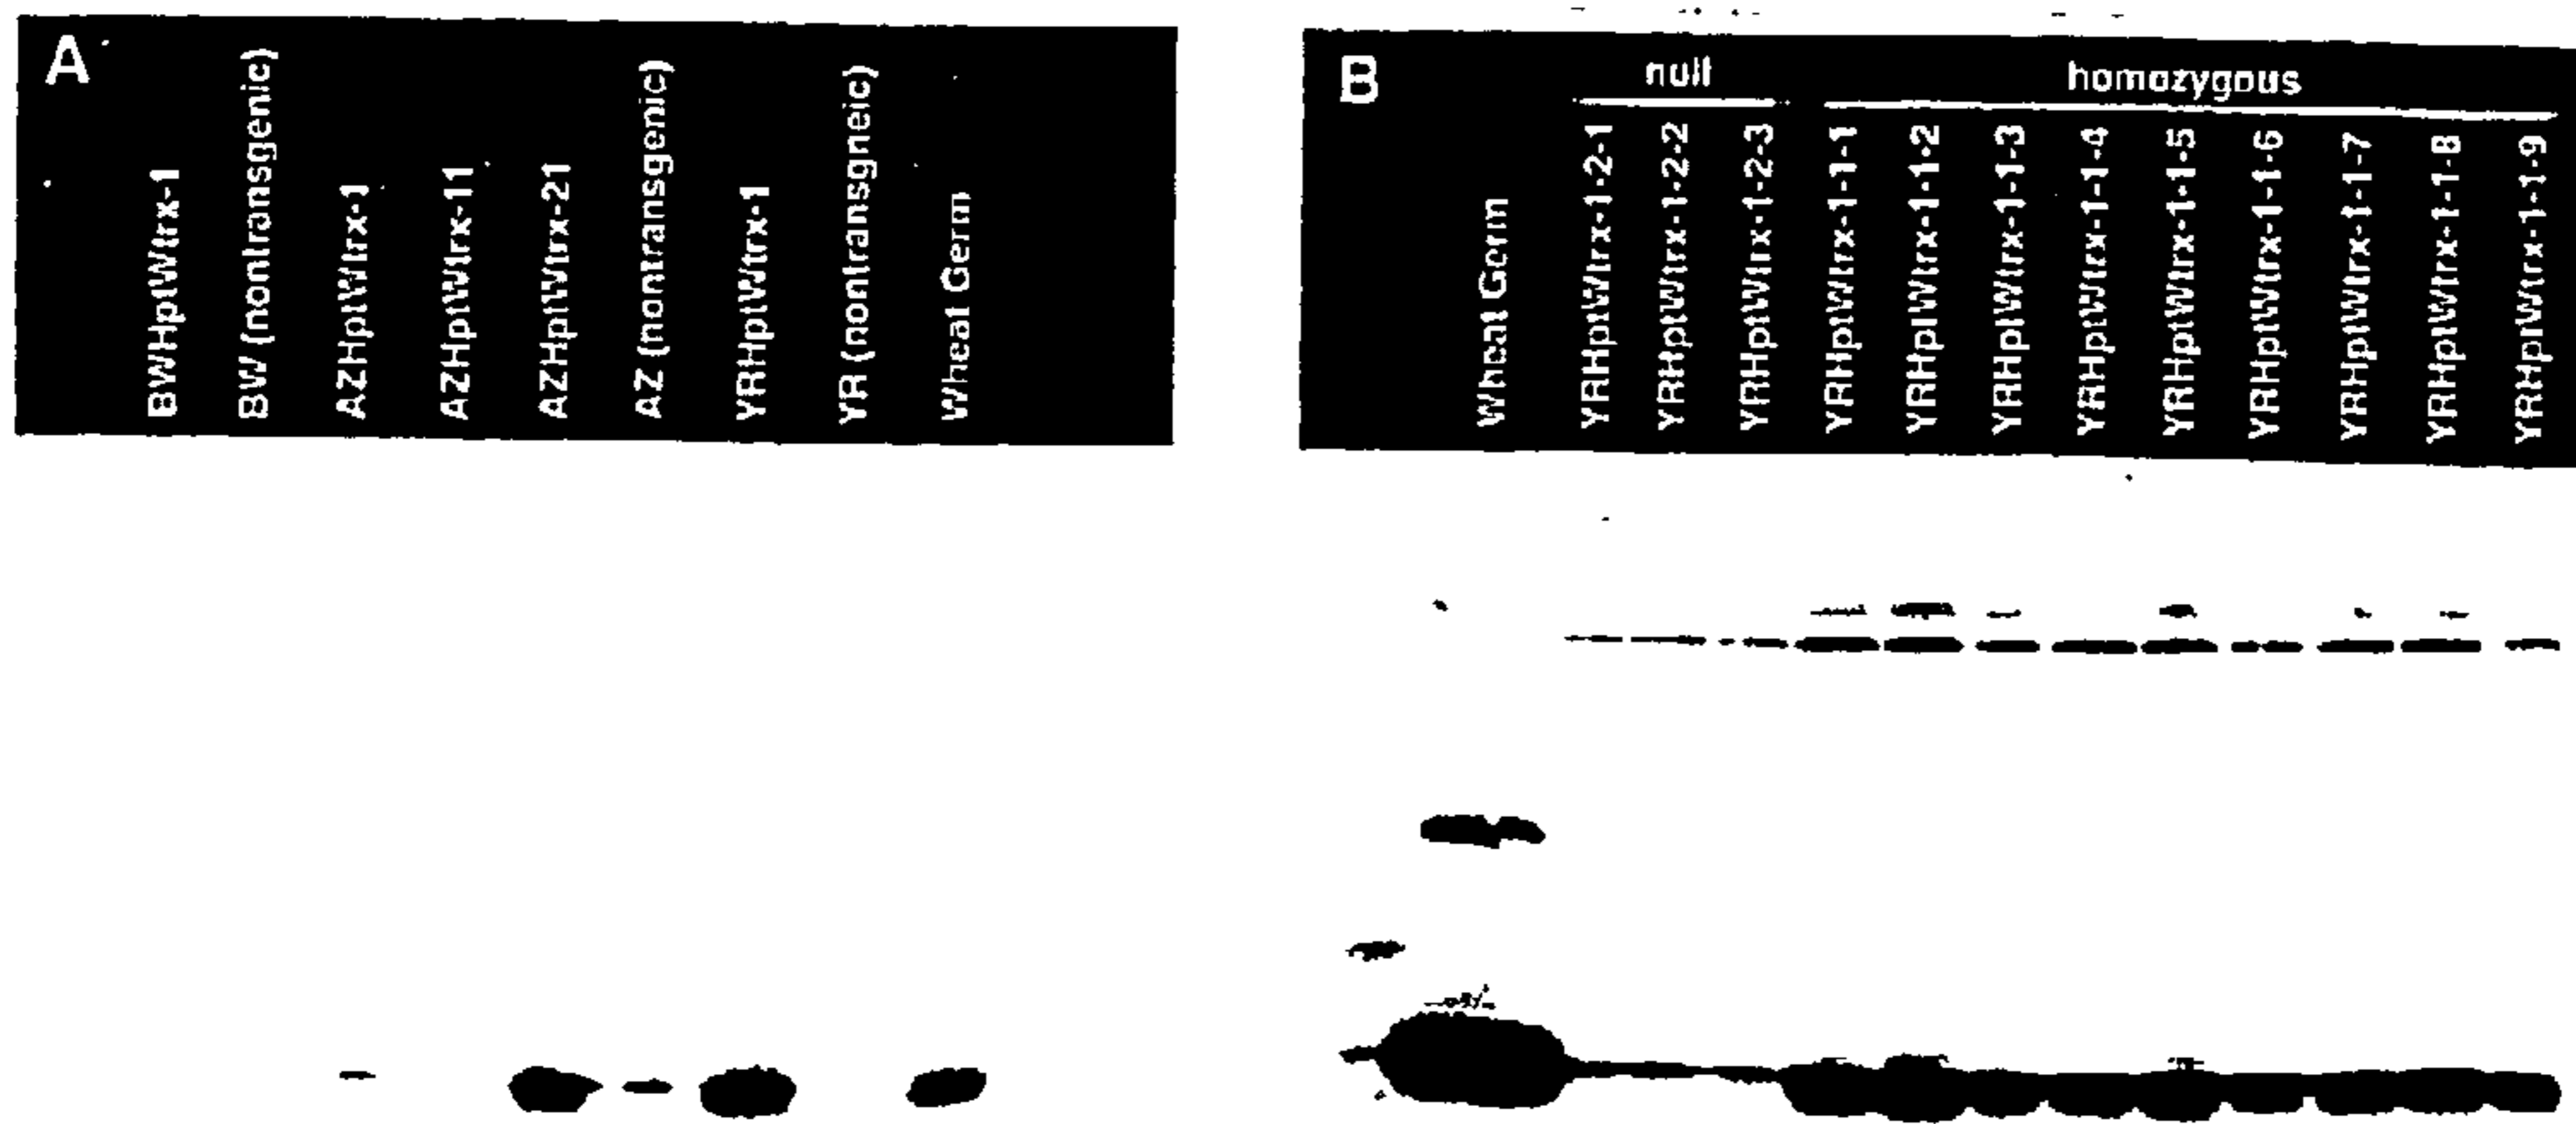 A
BWHptWtrx-1
BW (nontransgenic)
AZHptWtrx-1
AZHptWtrx-11
AZHptWtrx-21
AZ (nontransgenic)
YRHptWtrx-1
YR (nontransgneic)
Wheat Germ
B
null
homozygous
Wheat Germ
YRHptWtrx-1-2-1
YRHptWtrx-1-2-2
YRHptWtrx-1-2-3
YRHptWtrx-1-1-1
YRHptWtrx-1-1-2
YRHptWtrx-1-1-3
YRHptWtrx-1-1-4
YRHptWtrx-1-1-5
YRHptWtrx-1-1-6
YRHptWtrx-1-1-7
YRHptWtrx-1-1-8
YRHptWtrx-1-1-9